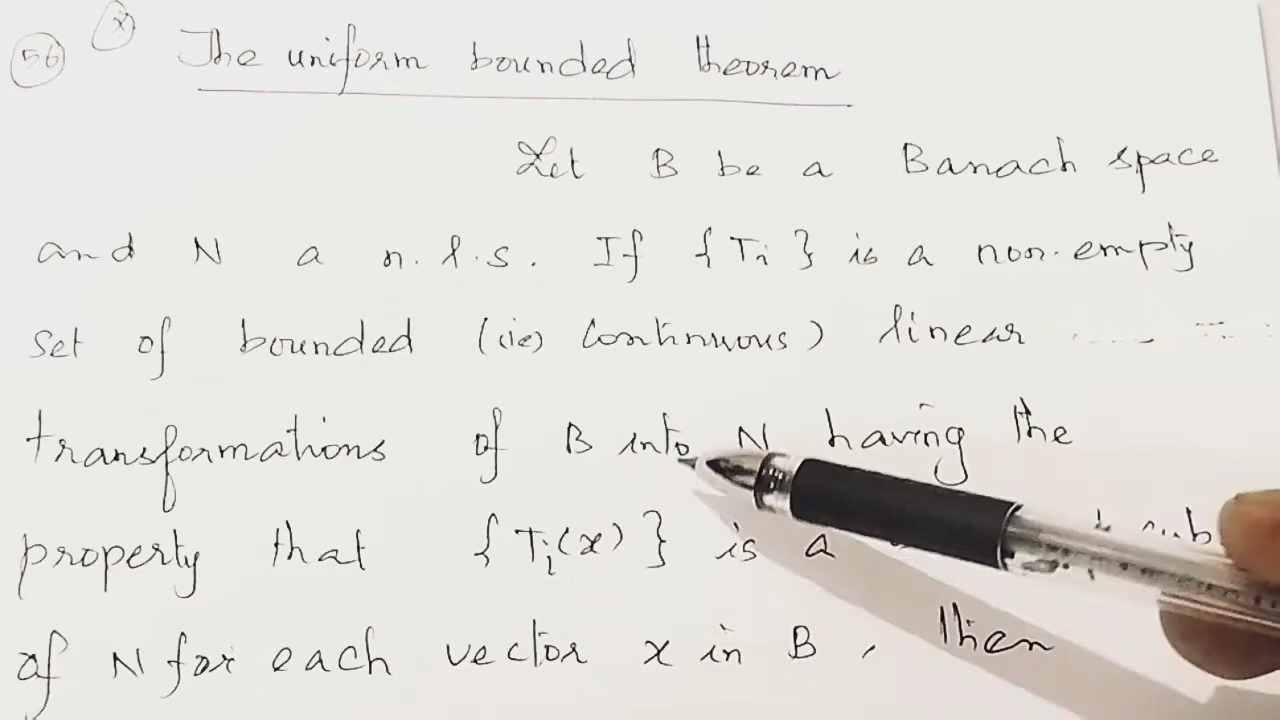 56 x The uniform bounded theorem
Let B be a Banach space
and N a n.l.s. If {Ti} is a non-empty
set of bounded (ie) continuous) linear
transformations of B into N having the
property that {Ti(x)} is a sub
of N for each vector x in B, then